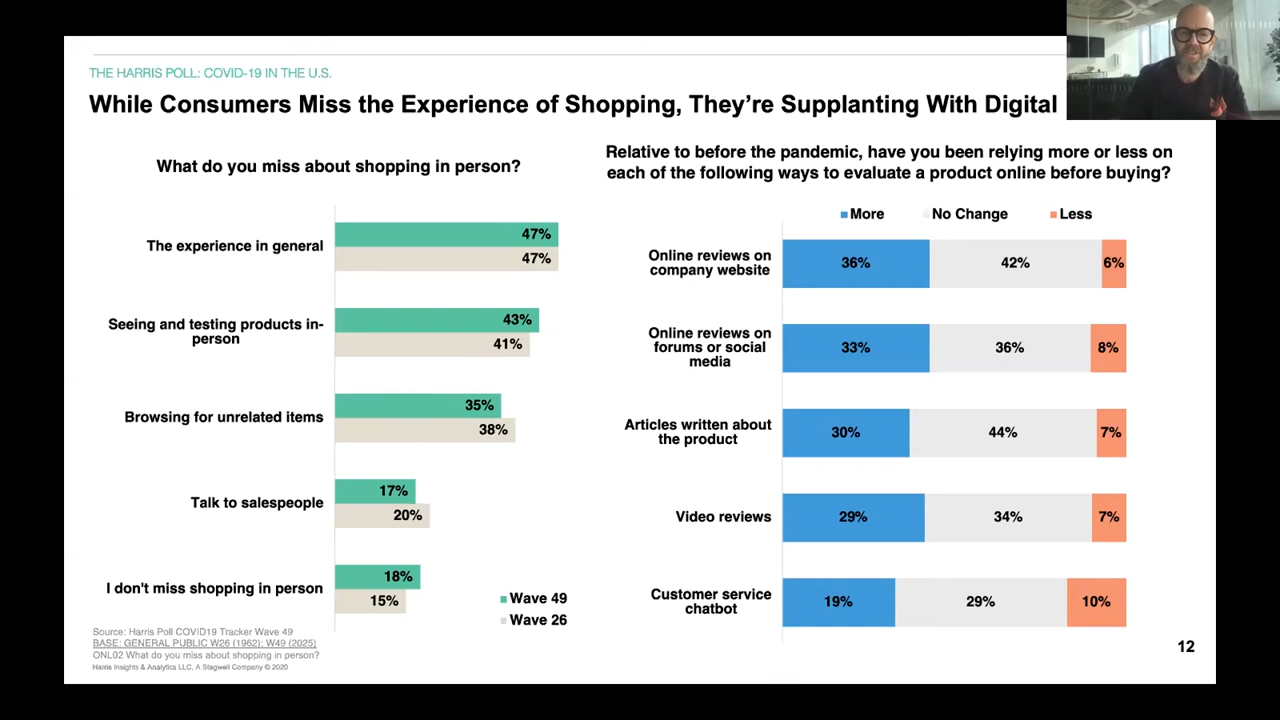 THE HARRIS POLL: COVID-19 IN THE U.S.
While Consumers Miss the Experience of Shopping, They’re Supplanting With Digital
What do you miss about shopping in person?
The experience in general
47%
47%
Seeing and testing products in-
person
43%
41%
Browsing for unrelated items
35%
38%
Talk to salespeople
17%
20%
I don't miss shopping in person
18%
15%
Wave 49
Wave 26
Relative to before the pandemic, have you been relying more or less on
each of the following ways to evaluate a product online before buying?
More No Change Less
Online reviews on
company website
36% 42% 6%
Online reviews on
forums or social
media
33% 36% 8%
Articles written about
the product
30% 44% 7%
Video reviews
29% 34% 7%
Customer service
chatbot
19% 29% 10%
Source: Harris Poll COVID19 Tracker Wave 49
BASE: GENERAL PUBLIC W26 (1962); W49 (2025)
ONL02 What do you miss about shopping in person?
Harris Insights & Analytics LLC, A Stagwell Company © 2020
12